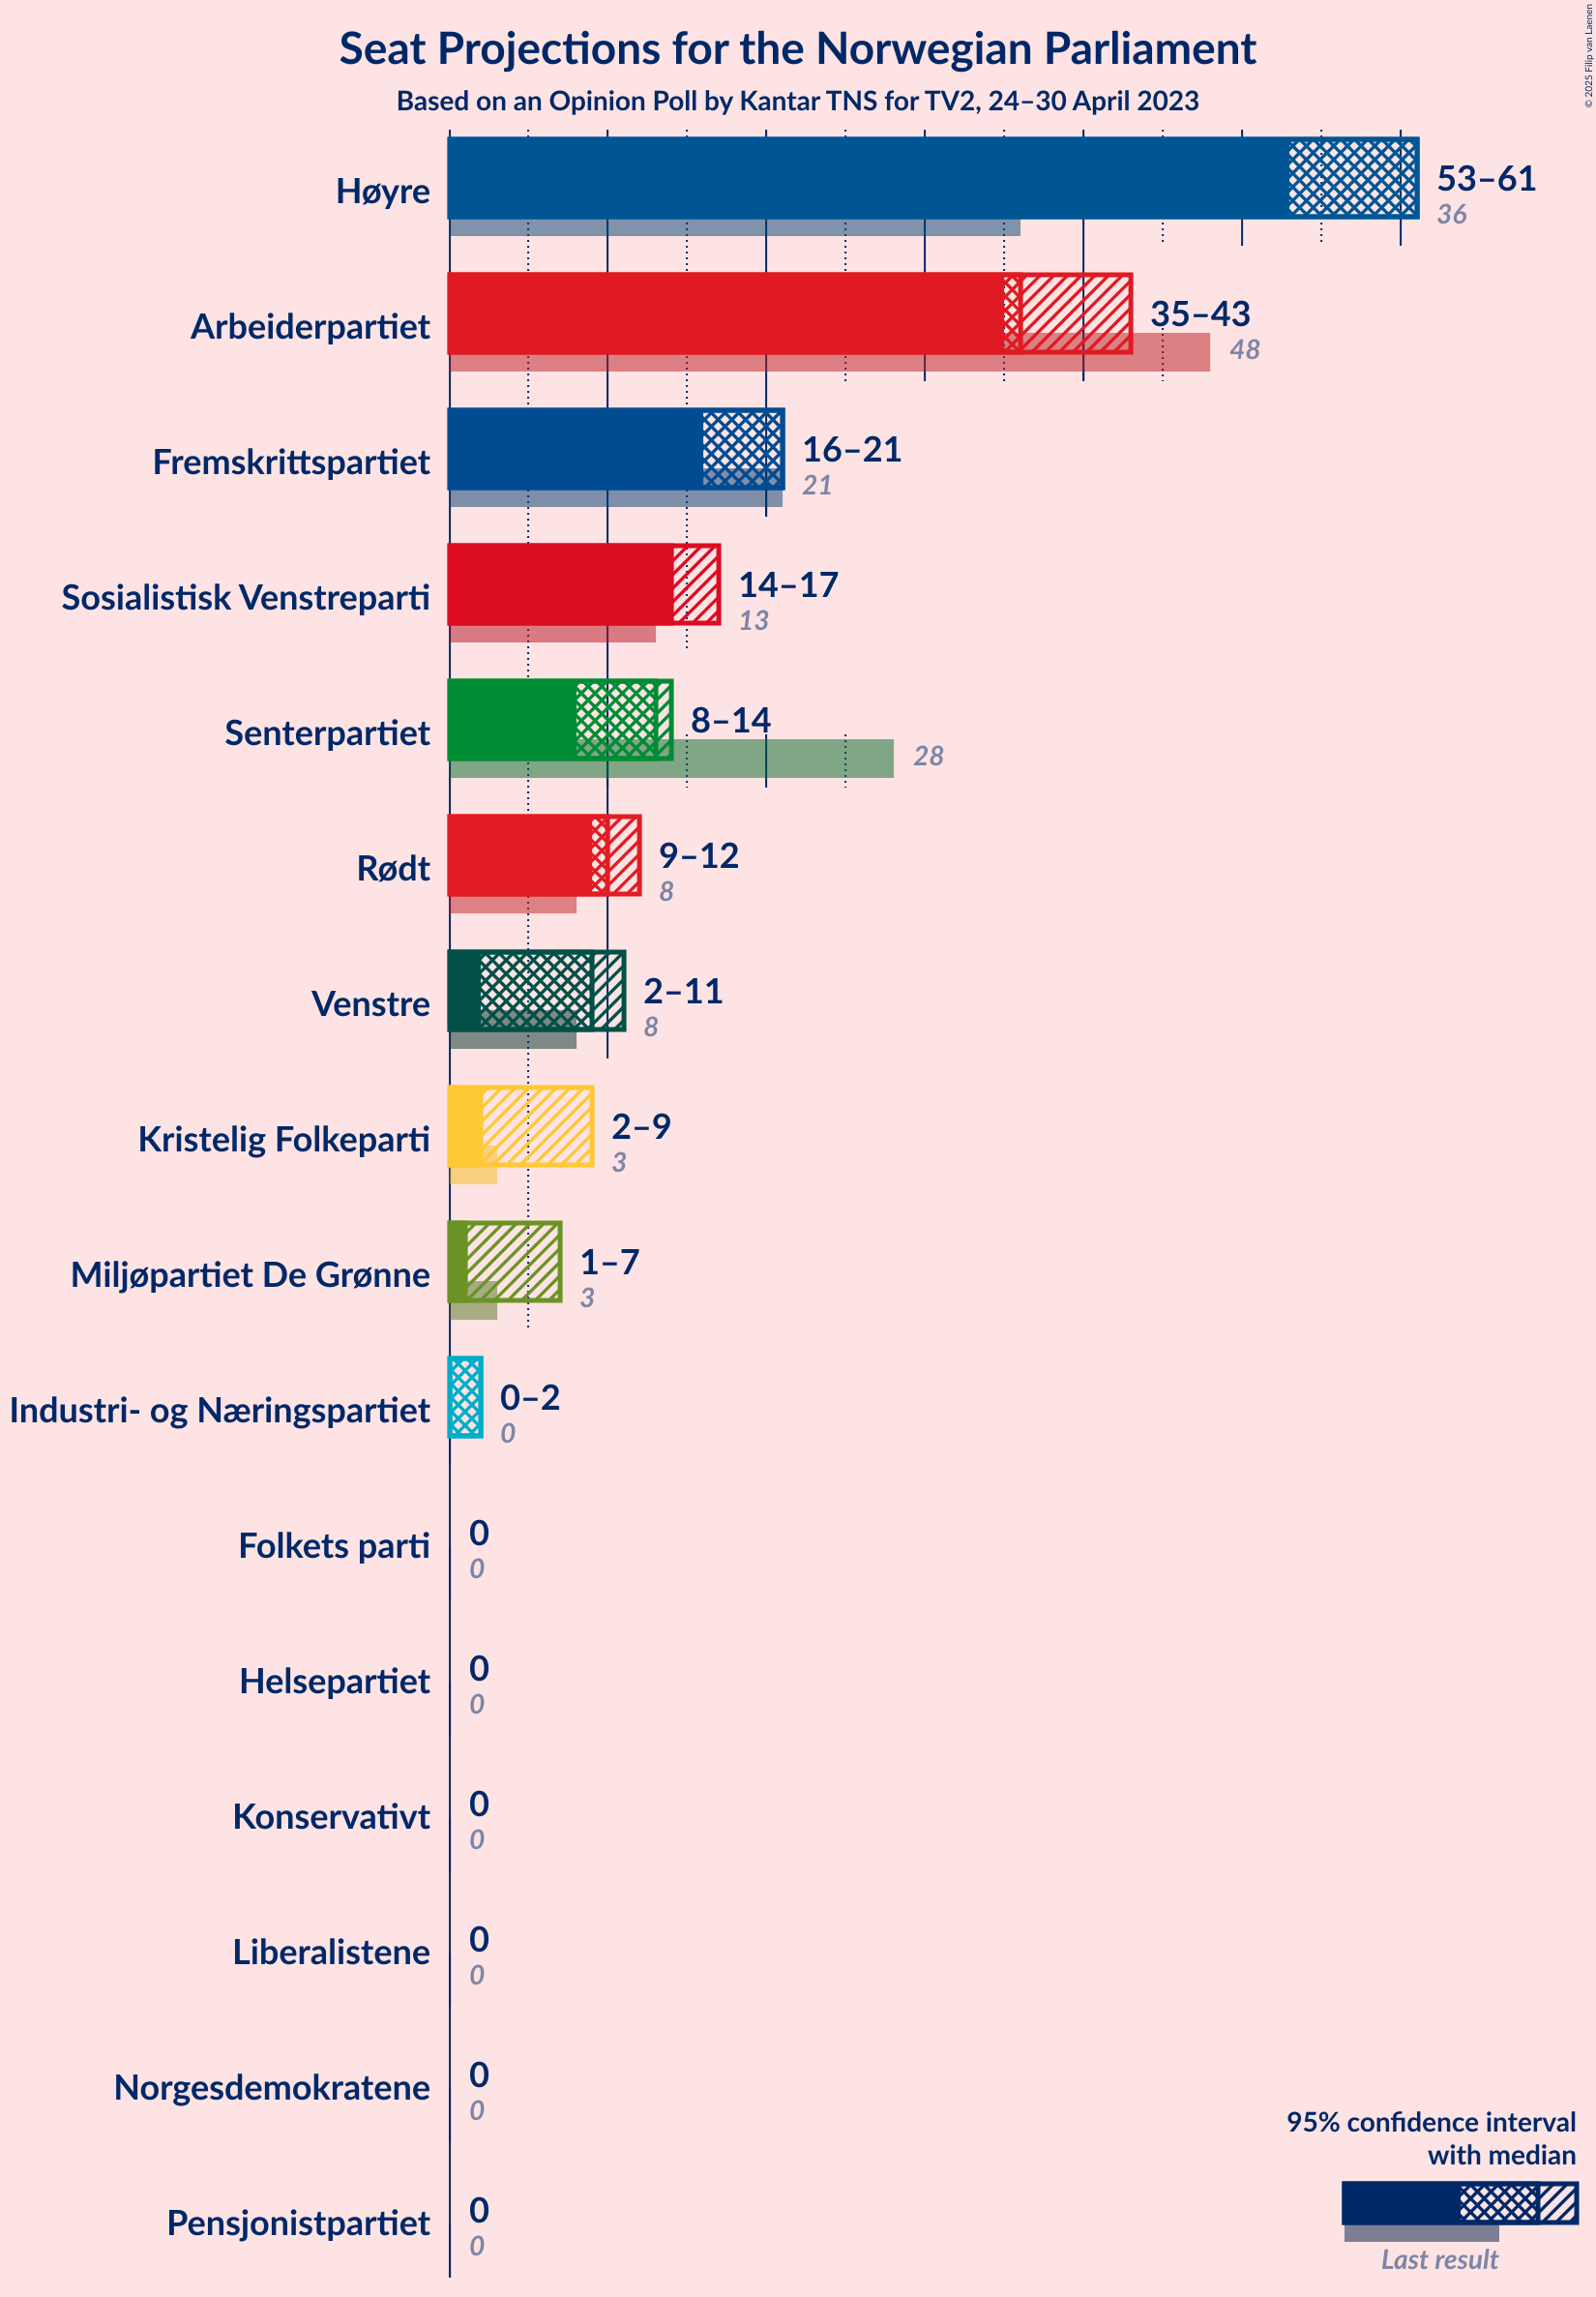 Seat Projections for the Norwegian Parliament
Based on an Opinion Poll by Kantar TNS for TV2, 24–30 April 2023
© 2025 Filip van Laenen
Høyre
53–61
36
Arbeiderpartiet
35–43
48
Fremskrittspartiet
16–21
21
Sosialistisk Venstreparti
14–17
13
Senterpartiet
8–14
28
Rødt
9–12
8
Venstre
2–11
8
Kristelig Folkeparti
2–9
3
Miljøpartiet De Grønne
1–7
3
Industri- og Næringspartiet
0–2
0
Folkets parti
0
0
Helsepartiet
0
0
Konservativt
0
0
Liberalistene
0
0
Norgesdemokratene
0
0
Pensjonistpartiet
0
0
95% confidence interval
with median
Last result